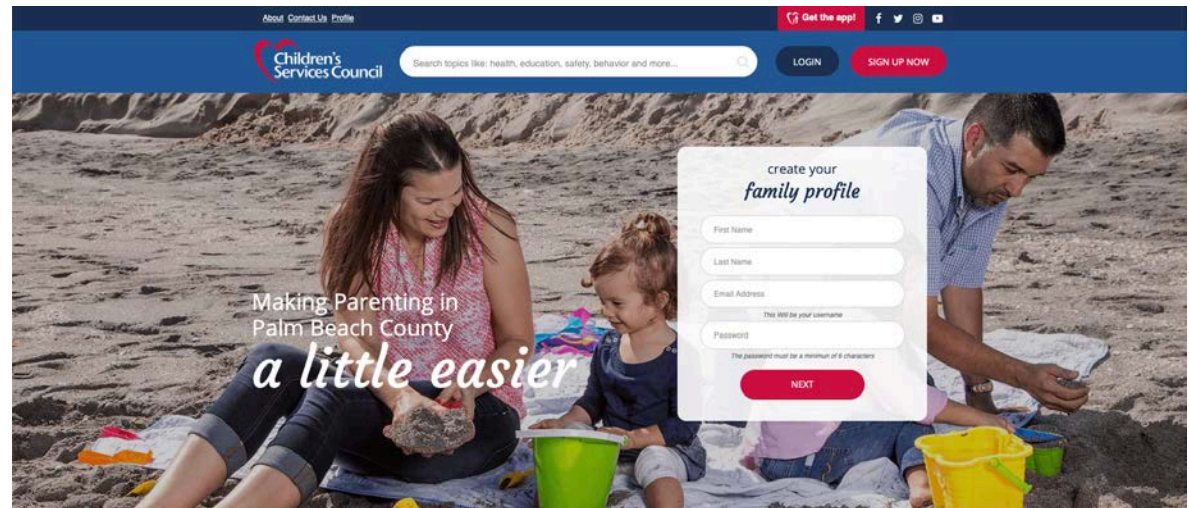 About Contact Us Profile
Get the app!
Children's
Services Council
Search topics like: health, education, safety, behavior and more...
LOGIN
SIGN UP NOW
create your
family profile
First Name
Last Name
Email Address
This Will be your username
Password
The password must be a minimun of 6 characters
NEXT
Making Parenting in
Palm Beach County
a little easier